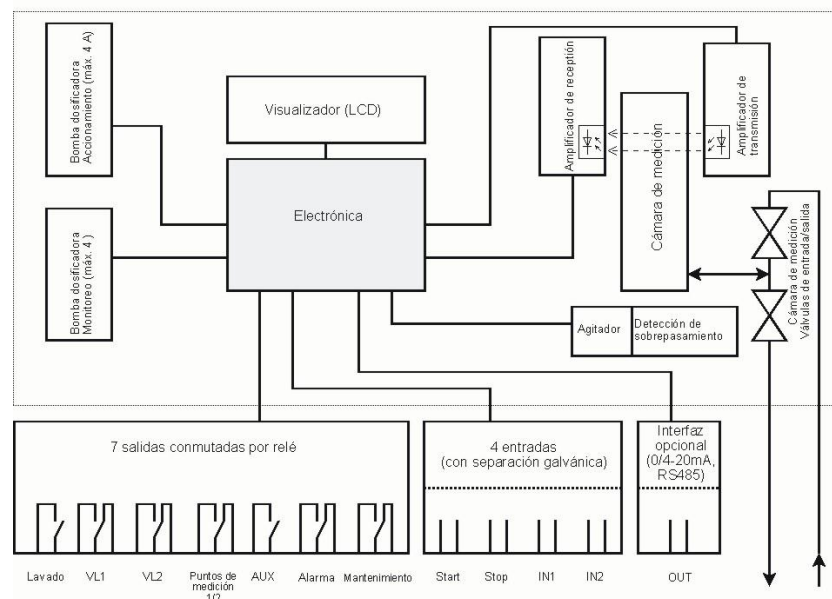 Bomba dosificadora
Accionamiento (máx. 4 A)
Visualizador (LCD)
Amplificador de receptión
Cámara de medición
Amplificador de
transmisión
Electrónica
Bomba dosificadora
Monitoreo (máx. 4 )
Cámara de medición
Válvulas de entrada/salida
Agitador
Detección de
sobrepasamiento
7 salidas conmutadas por relé
4 entradas
(con separación galvánica)
Interfaz
opcional
(0/4-20mA,
RS485)
Lavado
VL1
VL2
Puntos de
medición
1/2
AUX
Alarma
Mantenimiento
Start
Stop
IN1
IN2
OUT